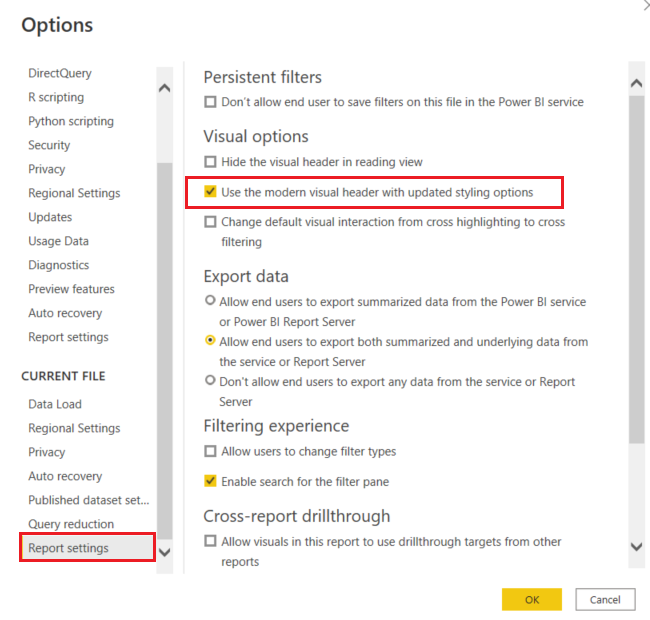 Options
DirectQuery
R scripting
Python scripting
Security
Privacy
Regional Settings
Updates
Usage Data
Diagnostics
Preview features
Auto recovery
Report settings
CURRENT FILE
Data Load
Regional Settings
Privacy
Auto recovery
Published dataset set...
Query reduction
Report settings
Persistent filters
Don't allow end user to save filters on this file in the Power BI service
Visual options
Hide the visual header in reading view
Use the modern visual header with updated styling options
Change default visual interaction from cross highlighting to cross
filtering
Export data
Allow end users to export summarized data from the Power BI service
or Power BI Report Server
Allow end users to export both summarized and underlying data from
the service or Report Server
Don't allow end users to export any data from the service or Report
Server
Filtering experience
Allow users to change filter types
Enable search for the filter pane
Cross-report drillthrough
Allow visuals in this report to use drillthrough targets from other
reports
OK
Cancel